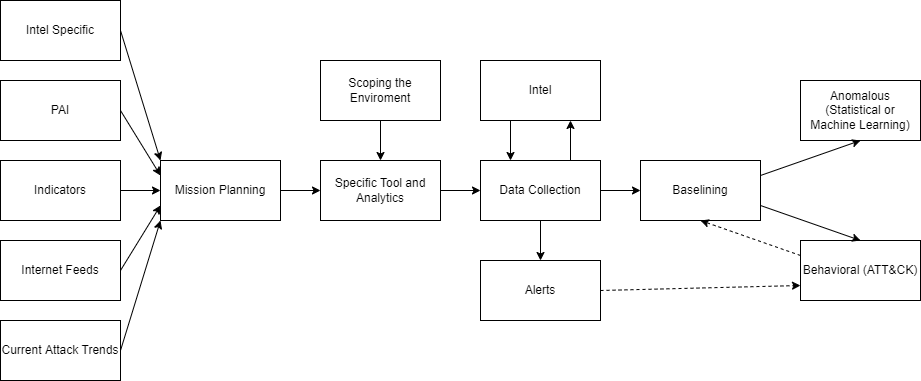 Intel Specific
PAI
Indicators
Internet Feeds
Current Attack Trends
Mission Planning
Scoping the
Enviroment
Specific Tool and
Analytics
Intel
Data Collection
Alerts
Baselining
Anomalous
(Statistical or
Machine Learning)
Behavioral (ATT&CK)